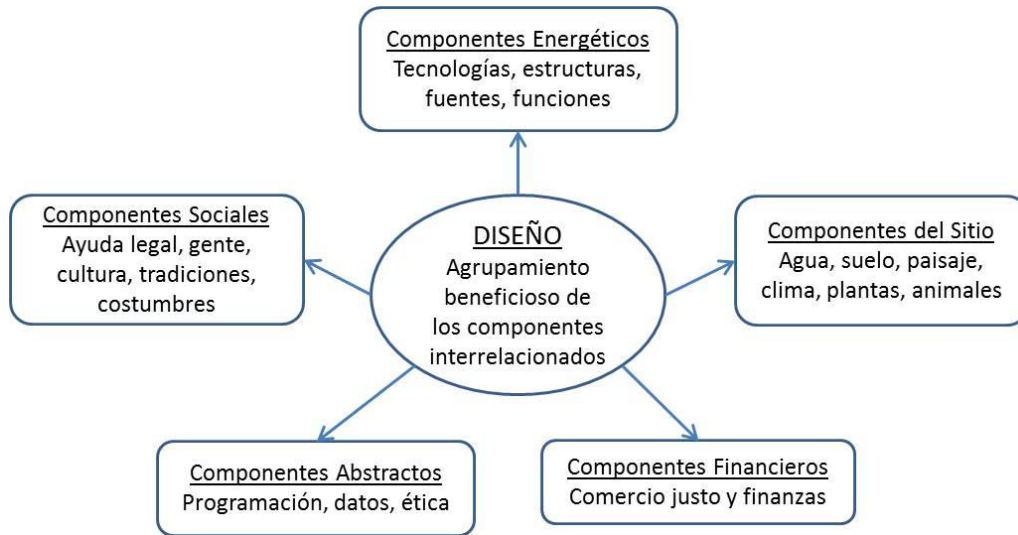 Componentes Energéticos
Tecnologías, estructuras,
fuentes, funciones
Componentes Sociales
Ayuda legal, gente,
cultura, tradiciones,
costumbres
DISEÑO
Agrupamiento
beneficioso de
los componentes
interrelacionados
Componentes del Sitio
Agua, suelo, paisaje,
clima, plantas, animales
Componentes Abstractos
Programación, datos, ética
Componentes Financieros
Comercio justo y finanzas